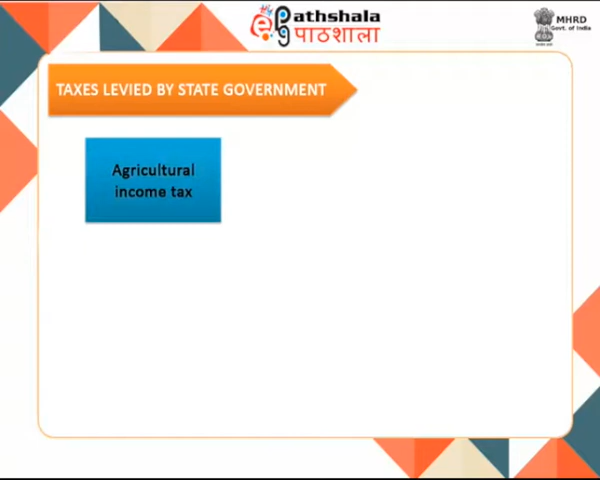 Pathshala
पाठशाला
MHRD
Govt. of India
TAXES LEVIED BY STATE GOVERNMENT
Agricultural
income tax